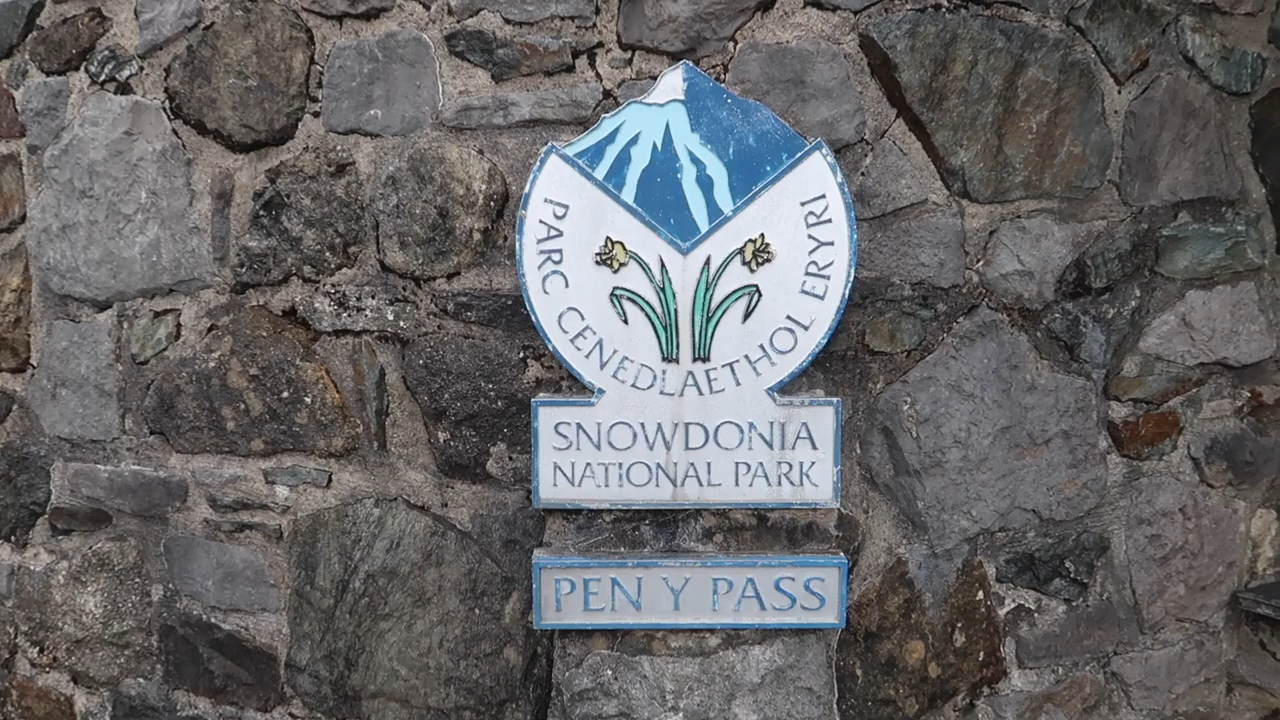 PARC CENEDLAETHOL ERYRI
SNOWDONIA
NATIONAL PARK
PEN Y PASS